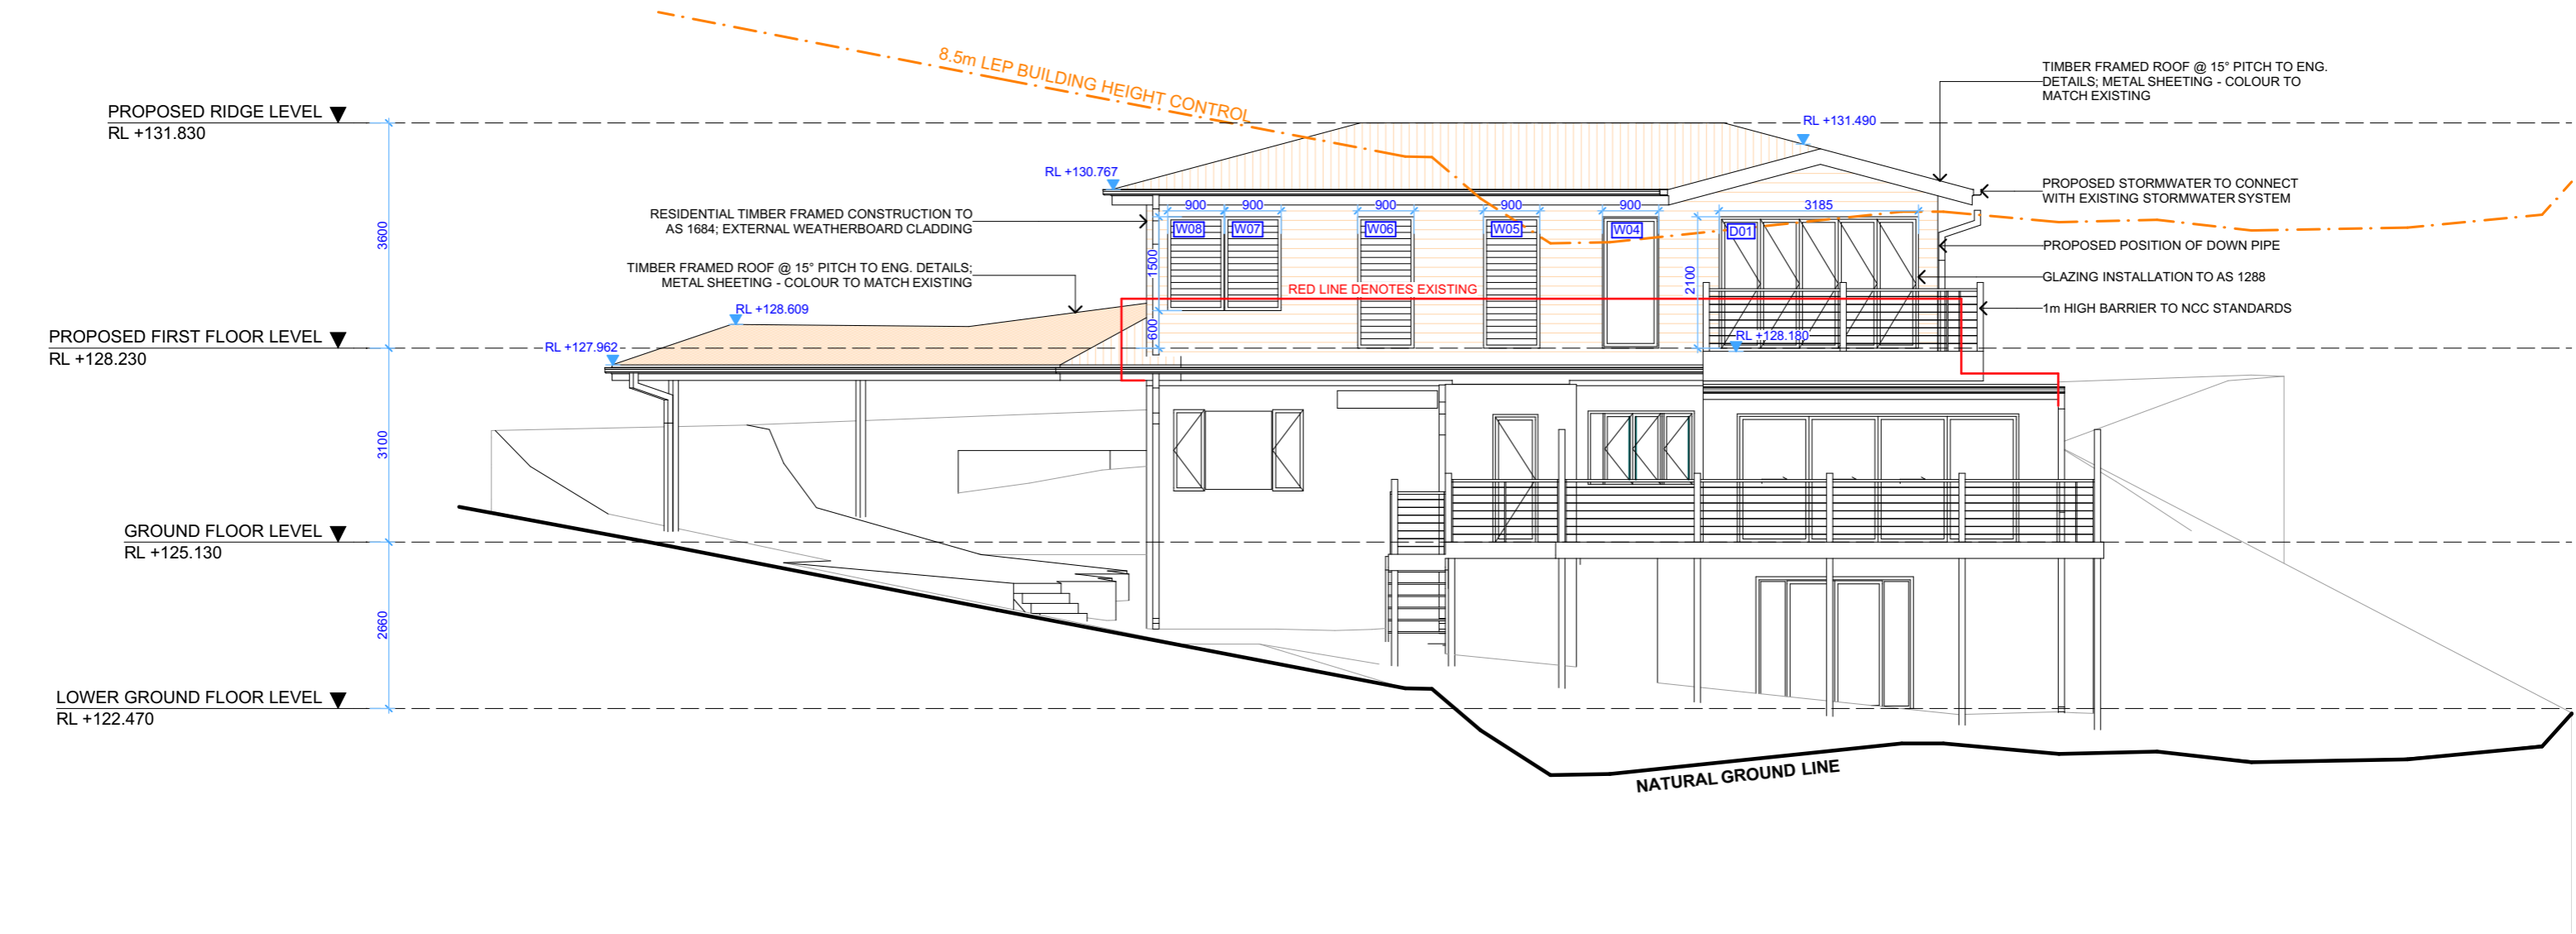 8.5m LEP BUILDING HEIGHT CONTROL
TIMBER FRAMED ROOF @ 15° PITCH TO ENG.
DETAILS; METAL SHEETING - COLOUR TO
MATCH EXISTING
PROPOSED RIDGE LEVEL
RL +131.830
RL +131.490
RL +130.767
PROPOSED STORMWATER TO CONNECT
WITH EXISTING STORMWATER SYSTEM
RESIDENTIAL TIMBER FRAMED CONSTRUCTION TO
AS 1684; EXTERNAL WEATHERBOARD CLADDING
900 900 900 900 900 3185
W08 W07 W06 W05 W04 D01
3600
1500
2100
600
PROPOSED POSITION OF DOWN PIPE
TIMBER FRAMED ROOF @ 15° PITCH TO ENG. DETAILS;
METAL SHEETING - COLOUR TO MATCH EXISTING
GLAZING INSTALLATION TO AS 1288
RED LINE DENOTES EXISTING
1m HIGH BARRIER TO NCC STANDARDS
RL +128.609
PROPOSED FIRST FLOOR LEVEL
RL +128.230
RL +128.180
RL +127.962
3100
GROUND FLOOR LEVEL
RL +125.130
2660
LOWER GROUND FLOOR LEVEL
RL +122.470
NATURAL GROUND LINE